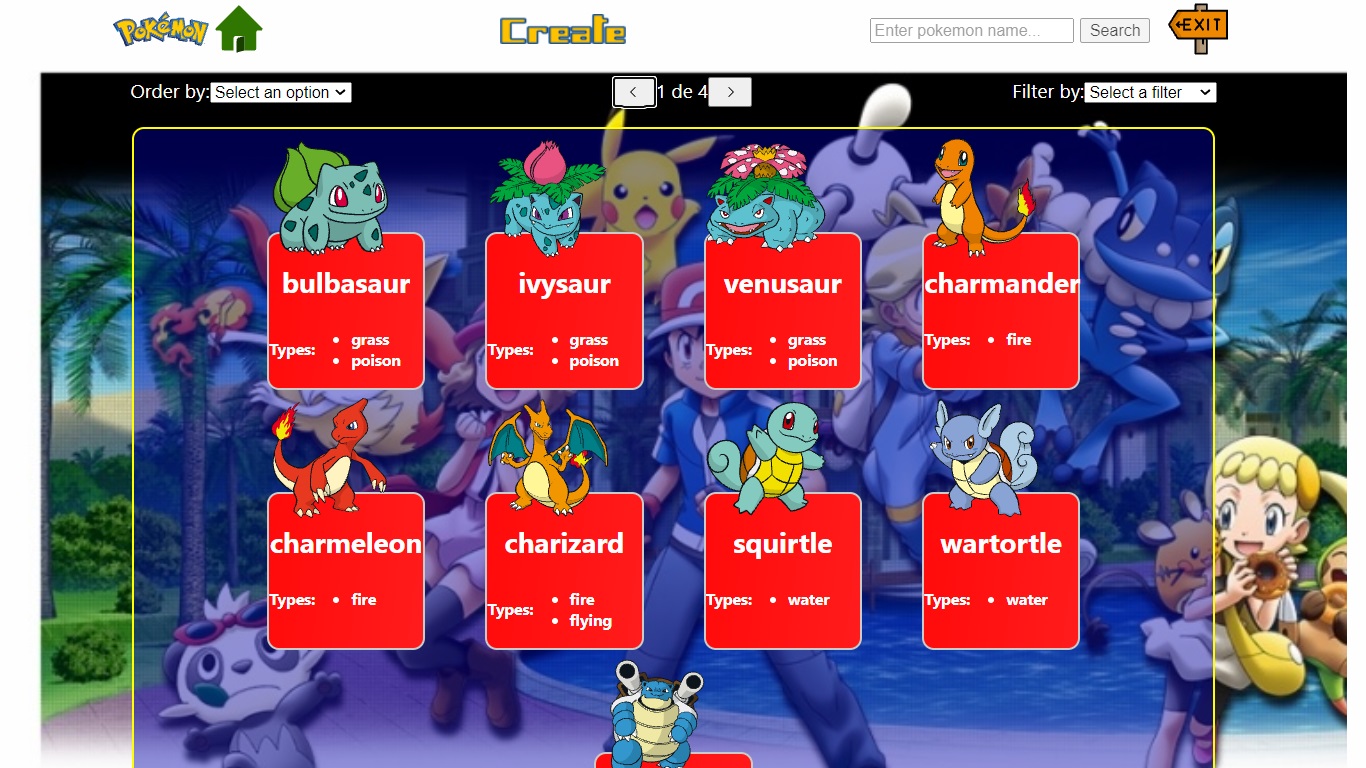 POKéMON
Create
Enter pokemon name...
Search
EXIT
Order by:
Select an option
1 de 4
Filter by:
Select a filter
bulbasaur
Types:
grass
poison
ivysaur
Types:
grass
poison
venusaur
Types:
grass
poison
charmander
Types:
fire
charmeleon
Types:
fire
charizard
Types:
fire
flying
squirtle
Types:
water
wartortle
Types:
water